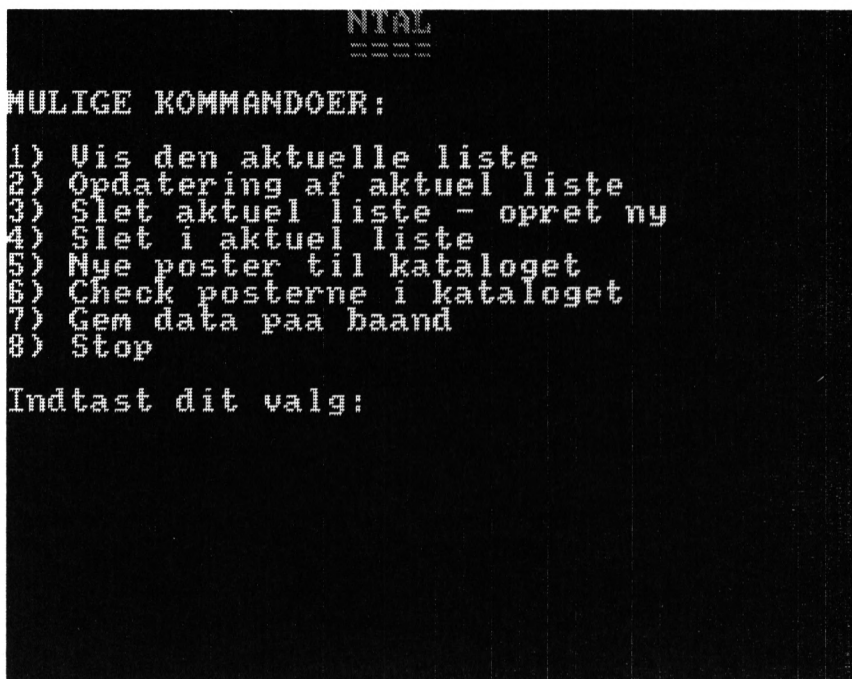 NTAL
====
MULIGE KOMMANDOER:
1) Vis den aktuelle liste
2) Opdatering af aktuel liste
3) Slet aktuel liste - opret ny
4) Slet i aktuel liste
5) Nye poster til kataloget
6) Check posterne i kataloget
7) Gem data paa baand
8) Stop
Indtast dit valg: